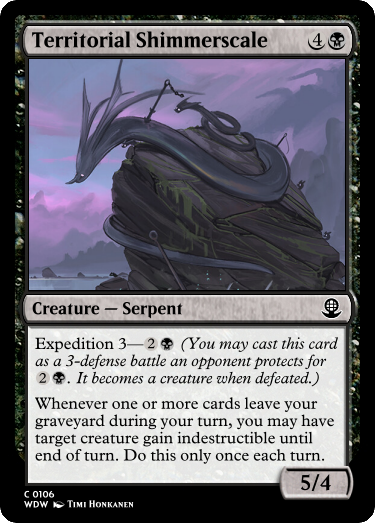 Territorial Shimmerscale 4
Creature — Serpent
Expedition 3—2 (You may cast this card
as a 3-defense battle an opponent protects for
2. It becomes a creature when defeated.)
Whenever one or more cards leave your
graveyard during your turn, you may have
target creature gain indestructible until
end of turn. Do this only once each turn.
5/4
C 0106
WDW Timi Honkanen